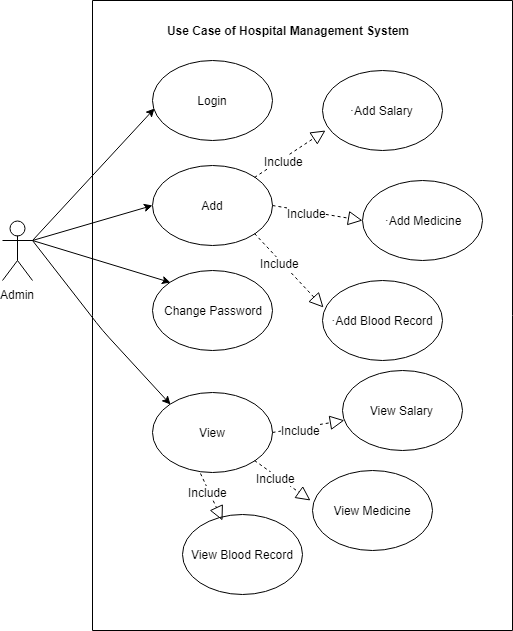 Use Case of Hospital Management System
Login
·Add Salary
Include
Add
Include
·Add Medicine
Admin
Include
Change Password
·Add Blood Record
View Salary
View
Include
Include
Include
View Medicine
View Blood Record